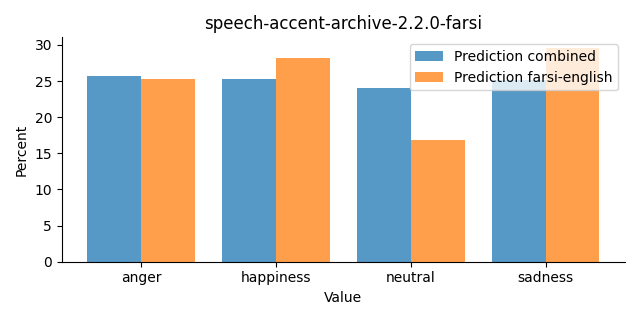 speech-accent-archive-2.2.0-farsi
Prediction combined
Prediction farsi-english
Percent
30
25
20
15
10
5
0
anger happiness neutral sadness
Value